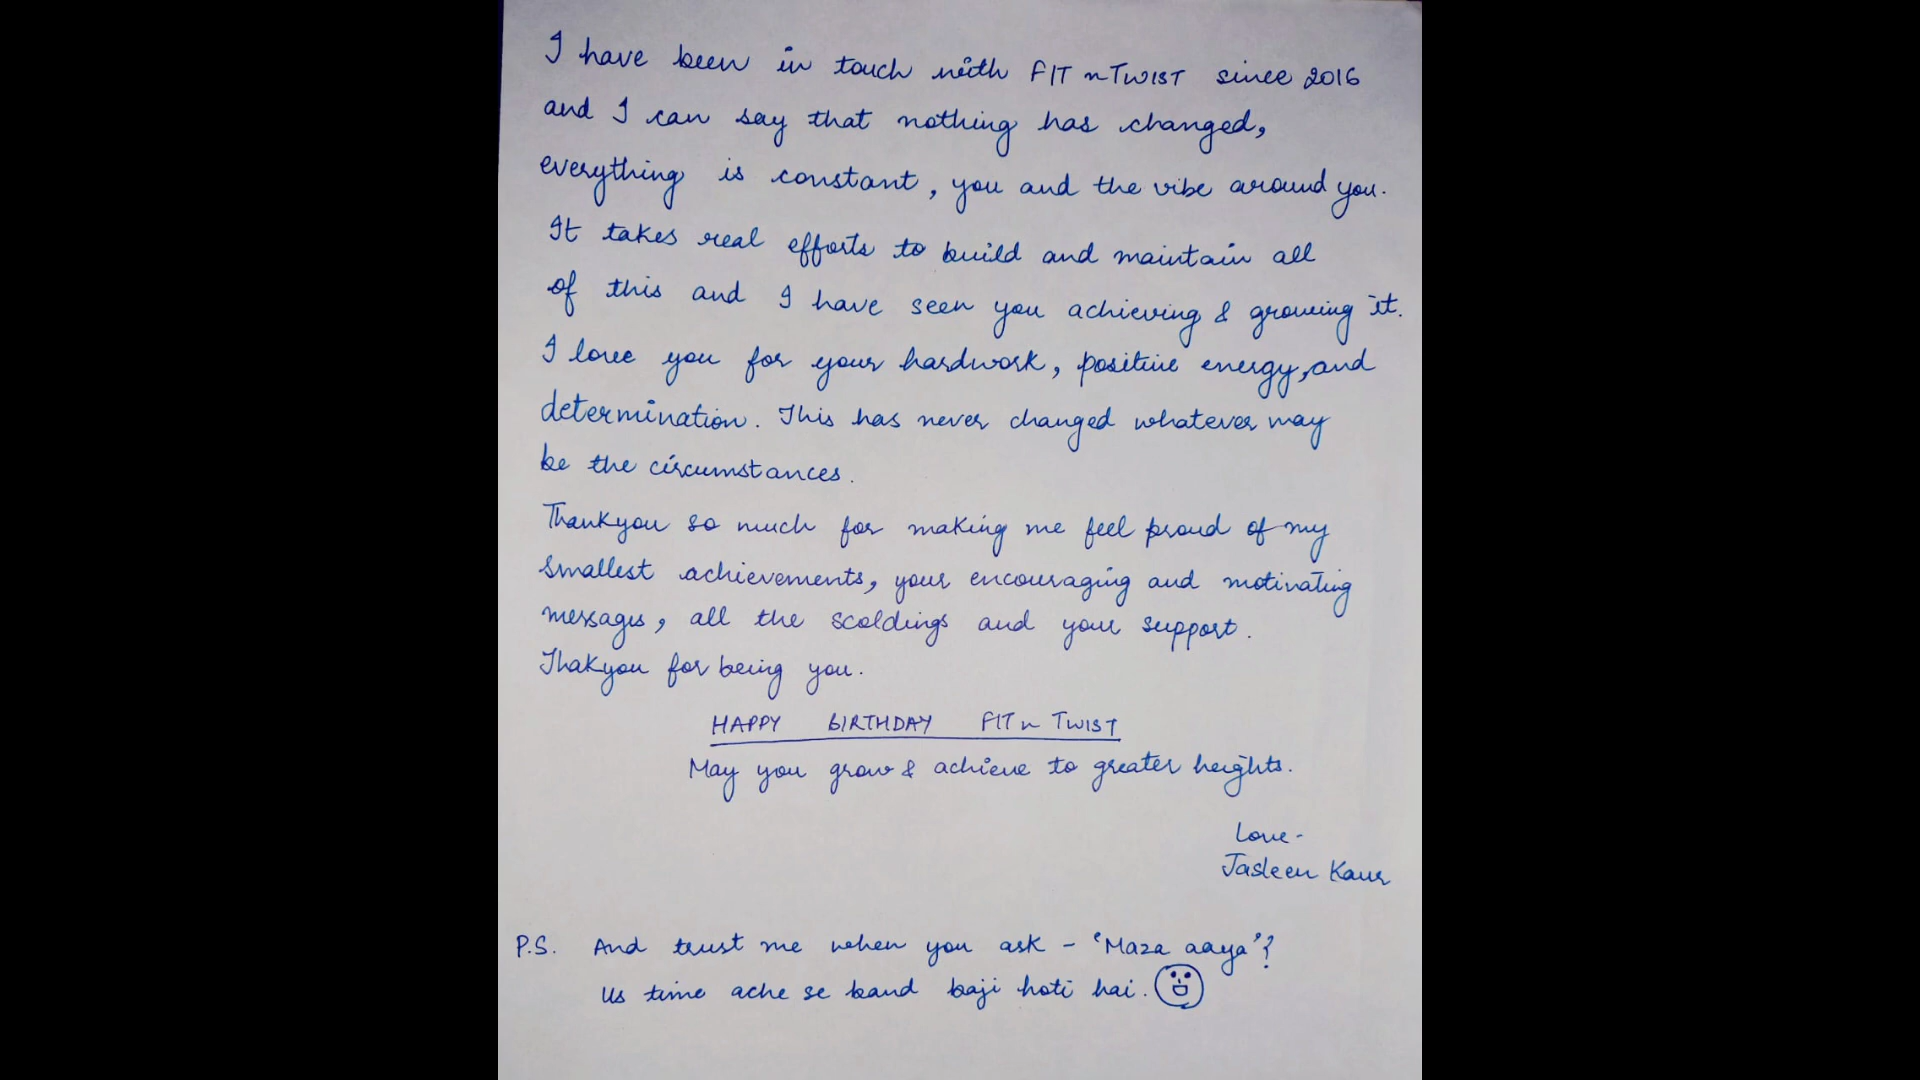 I have been in touch with FIT n TWIST since 2016
and I can say that nothing has changed,
everything is constant, you and the vibe around you.
It takes real efforts to build and maintain all
of this and I have seen you achieving & growing it.
I love you for your hardwork, positive energy, and
determination. This has never changed whatever may
be the circumstances.
Thankyou so much for making me feel proud of my
smallest achievements, your encouraging and motivating
messages, all the scoldings and your support.
Thakyou for being you.
HAPPY BIRTHDAY FIT n TWIST
May you grow & achieve to greater heights.
Love-
Jasleen Kaur
P.S. And trust me when you ask - 'Maza aaya'?
Us time ache se band baji hoti hai.